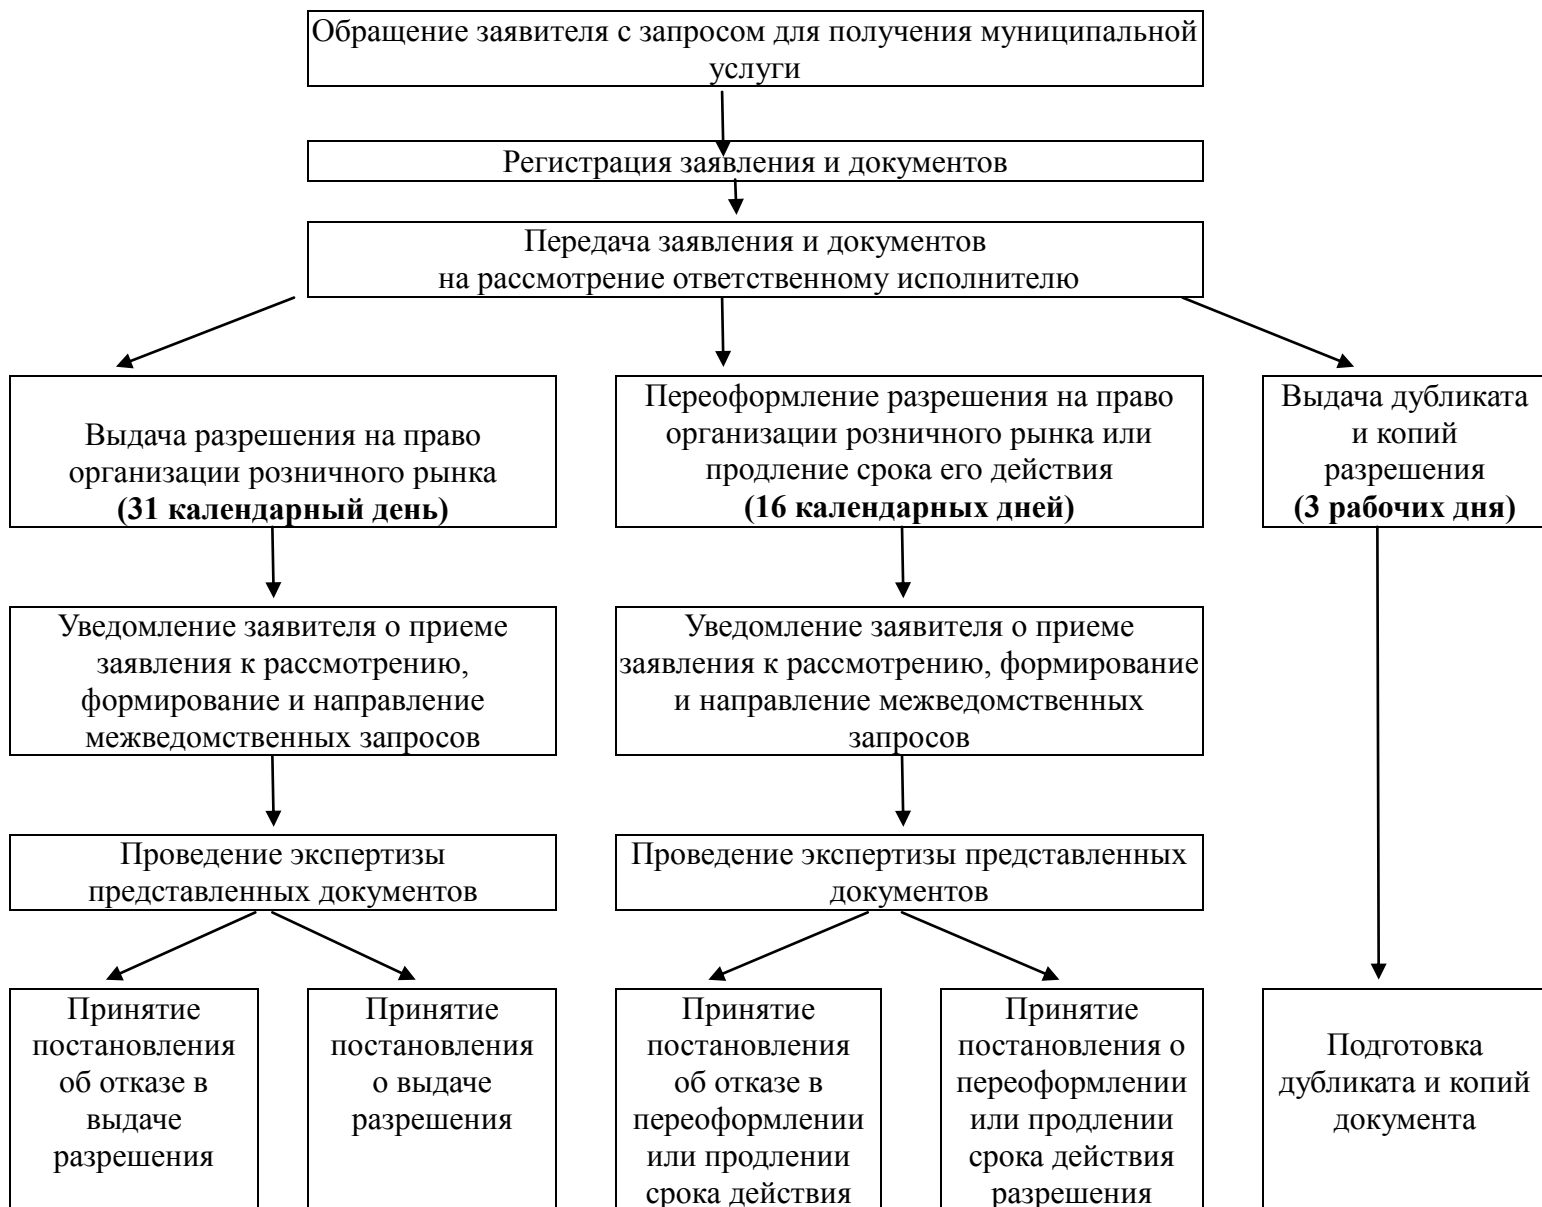 Обращение заявителя с запросом для получения муниципальной
услуги
Регистрация заявления и документов
Передача заявления и документов
на рассмотрение ответственному исполнителю
Выдача разрешения на право
организации розничного рынка
(31 календарный день)
Переоформление разрешения на право
организации розничного рынка или
продление срока его действия
(16 календарных дней)
Выдача дубликата
и копий
разрешения
(3 рабочих дня)
Уведомление заявителя о приеме
заявления к рассмотрению,
формирование и направление
межведомственных запросов
Уведомление заявителя о приеме
заявления к рассмотрению, формирование
и направление межведомственных
запросов
Проведение экспертизы
представленных документов
Проведение экспертизы представленных
документов
Принятие
постановления
об отказе в
выдаче
разрешения
Принятие
постановления
о выдаче
разрешения
Принятие
постановления
об отказе в
переоформлении
или продлении
срока действия
Принятие
постановления о
переоформлении
или продлении
срока действия
разрешения
Подготовка
дубликата и копий
документа